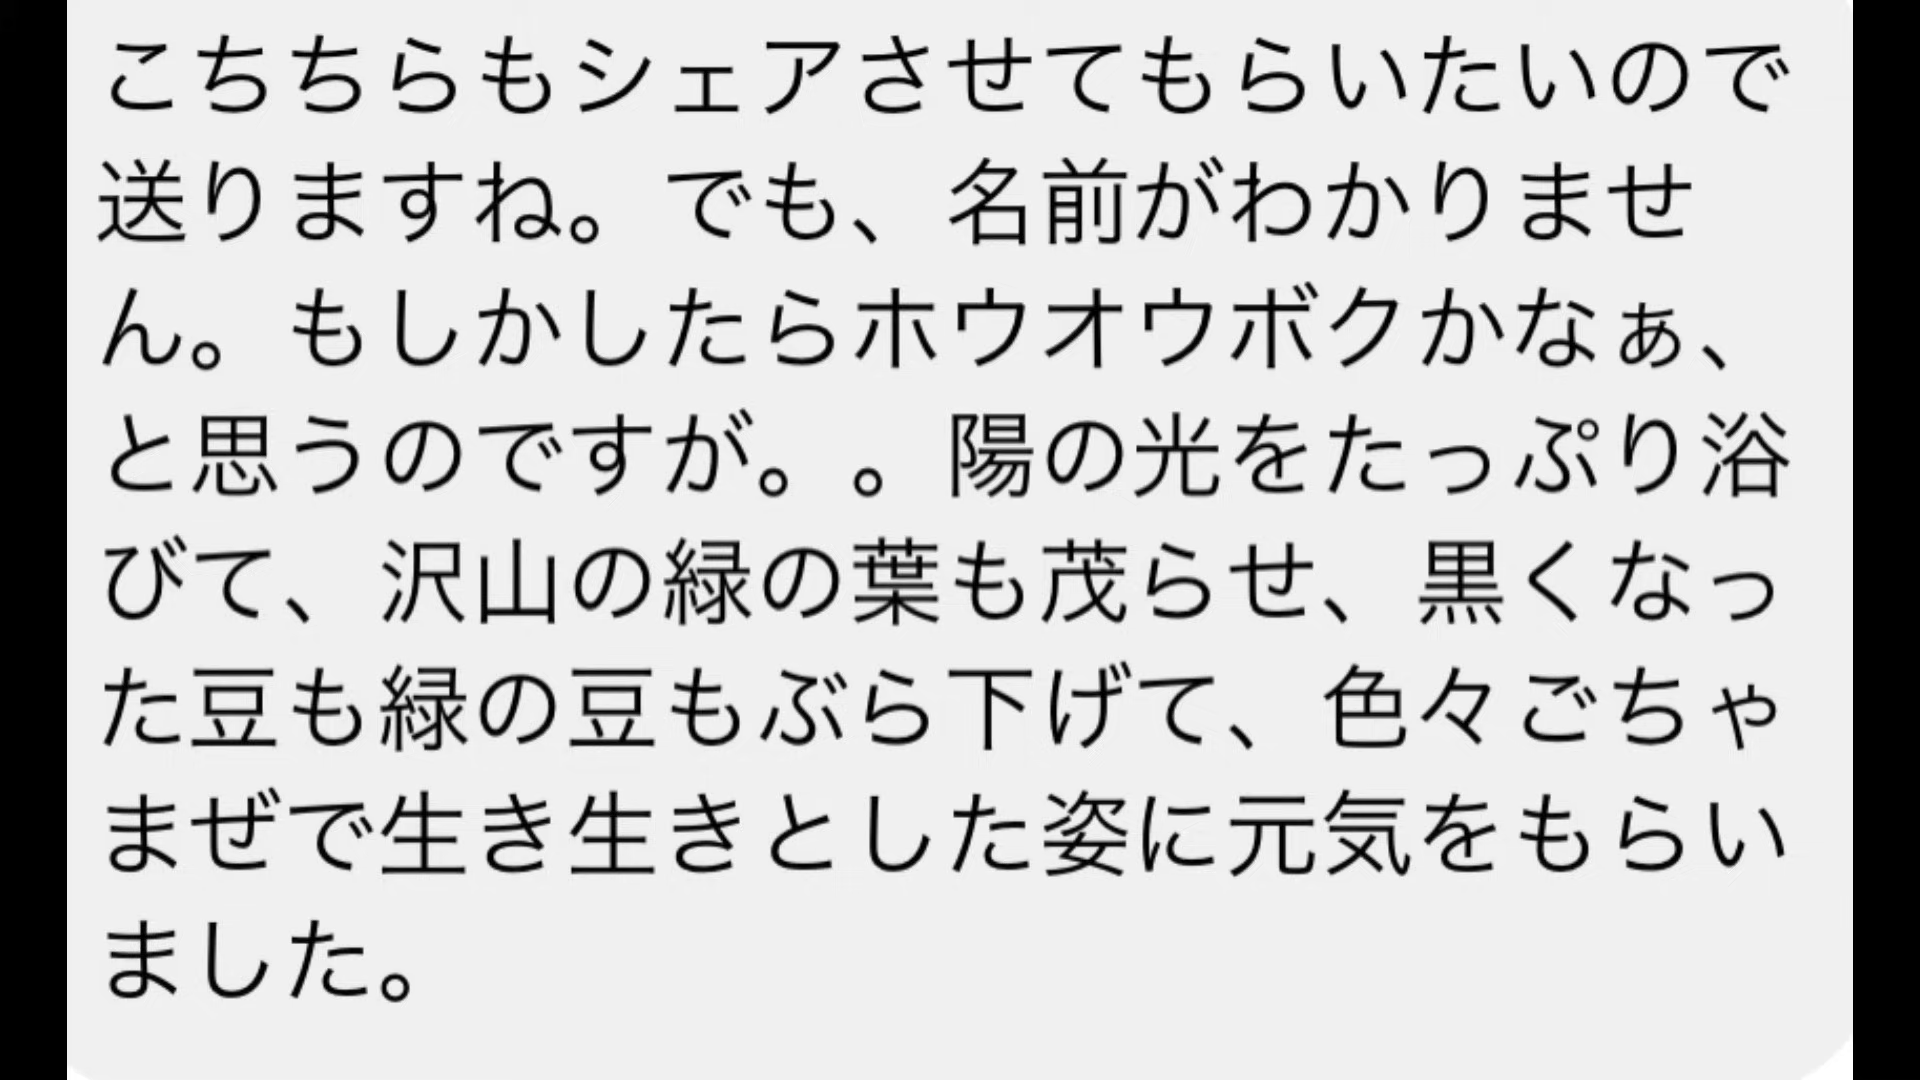 こちらもシェアさせてもらいたいので
送りますね。でも、名前がわかりませ
ん。もしかしたらホウオウボクかなぁ、
と思うのですが。。陽の光をたっぷり浴
びて、沢山の緑の葉も茂らせ、黒くなっ
た豆も緑の豆もぶら下げて、色々ごちゃ
まぜで生き生きとした姿に元気をもらい
ました。